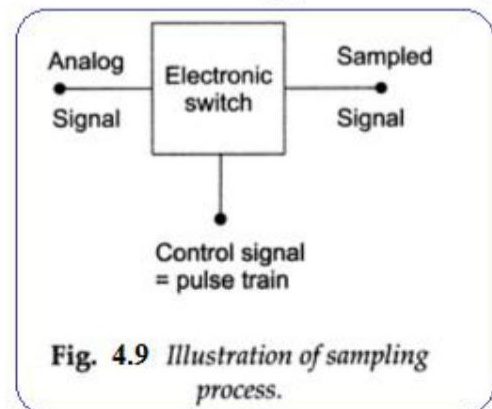 Analog
Signal
Electronic
switch
Sampled
Signal
Control signal
= pulse train
Fig. 4.9 Illustration of sampling
process.